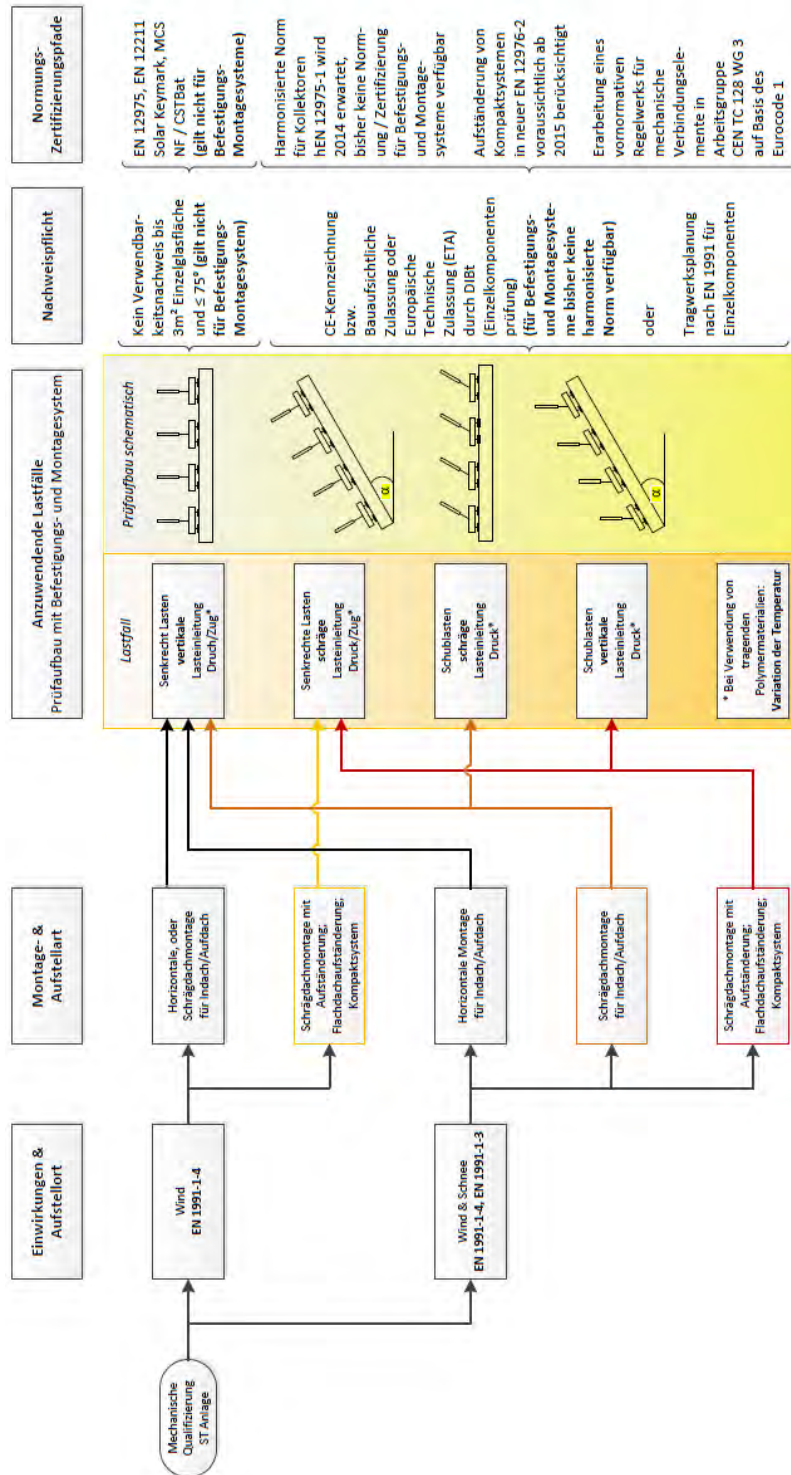 Mechanische
Qualifizierung
ST Anlage
Einwirkungen &
Aufstellort
Wind
EN 1991-1-4
Wind & Schnee
EN 1991-1-4, EN 1991-1-3
Montage- &
Aufstellart
Horizontale, oder
Schrägdachmontage
für Indach/Aufdach
Schrägdachmontage mit
Aufständerung;
Flachdachaufständerung;
Kompaktsystem
Horizontale Montage
für Indach/Aufdach
Schrägdachmontage
für Indach/Aufdach
Schrägdachmontage mit
Aufständerung;
Flachdachaufständerung;
Kompaktsystem
Anzuwendende Lastfälle
Prüfaufbau mit Befestigungs- und Montagesystem
Lastfall
Senkrecht Lasten
vertikale
Lasteinleitung
Druch/Zug*
Senkrechte Lasten
schräge
Lasteinleitung
Druck/Zug*
Schublasten
schräge
Lasteinleitung
Druck*
Schublasten
vertikale
Lasteinleitung
Druck*
* Bei Verwendung von
tragenden
Polymermaterialien:
Variation der Temperatur
Prüfaufbau schematisch
α
α
Nachweispflicht
Kein Verwendbar-
keitsnachweis bis
3m² Einzelglasfläche
und ≤ 75° (gilt nicht
für Befestigungs-
Montagesystem)
CE-Kennzeichnung
bzw.
Bauaufsichtliche
Zulassung oder
Europäische
Technische
Zulassung (ETA)
durch DIBt
(Einzelkomponenten
prüfung)
(für Befestigungs-
und Montagesyste-
me bisher keine
harmonisierte
Norm verfügbar)
oder
Tragwerksplanung
nach EN 1991 für
Einzelkomponenten
Normungs-
Zertifizierungspfade
EN 12975, EN 12211
Solar Keymark, MCS
NF / CSTBat
(gilt nicht für
Befestigungs-
Montagesysteme)
Harmonisierte Norm
für Kollektoren
hEN 12975-1 wird
2014 erwartet,
bisher keine Norm-
ung / Zertifizierung
für Befestigungs-
und Montage-
systeme verfügbar
Aufständerung von
Kompaktsystemen
in neuer EN 12976-2
voraussichtlich ab
2015 berücksichtigt
Erarbeitung eines
vornormativen
Regelwerks für
mechanische
Verbindungsele-
mente in
Arbeitsgruppe
CEN TC 128 WG 3
auf Basis des
Eurocode 1